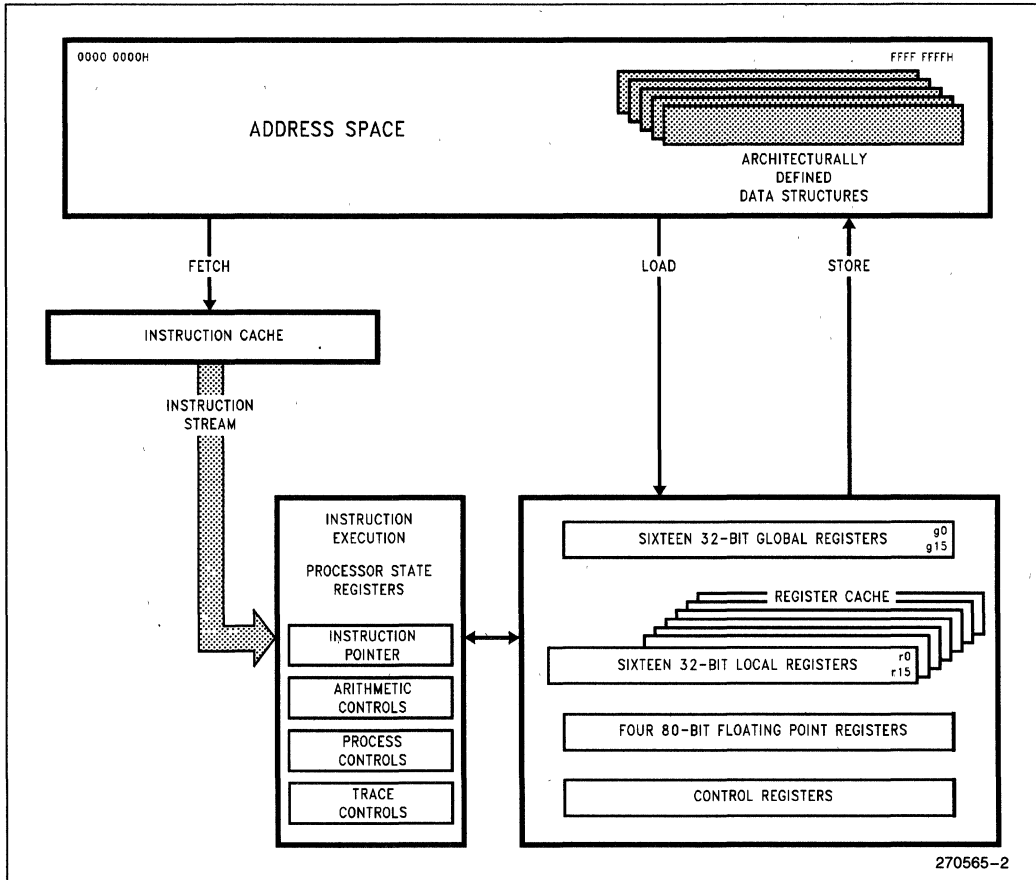 0000 0000H
FFFF FFFFH
ADDRESS SPACE
ARCHITECTURALLY
DEFINED
DATA STRUCTURES
FETCH
LOAD
STORE
INSTRUCTION CACHE
INSTRUCTION
STREAM
INSTRUCTION
EXECUTION
PROCESSOR STATE
REGISTERS
INSTRUCTION
POINTER
ARITHMETIC
CONTROLS
PROCESS
CONTROLS
TRACE
CONTROLS
SIXTEEN 32-BIT GLOBAL REGISTERS
g0
g15
REGISTER CACHE
SIXTEEN 32-BIT LOCAL REGISTERS
r0
r15
FOUR 80-BIT FLOATING POINT REGISTERS
CONTROL REGISTERS
270565-2